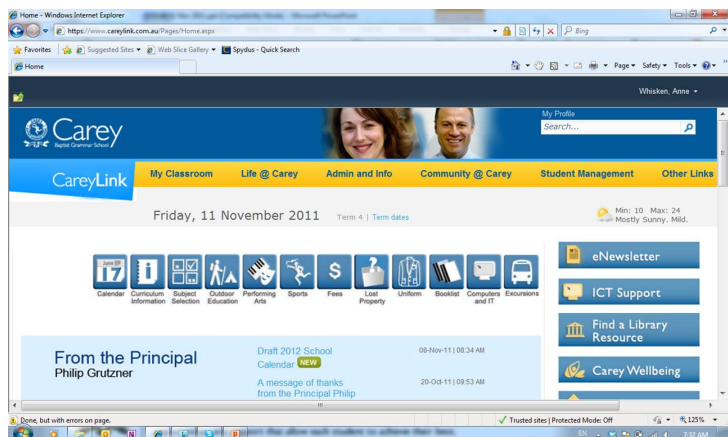 Home - Windows Internet Explorer
https://www.careylink.com.au/Pages/Home.aspx
Bing
Favorites Suggested Sites Web Slice Gallery Spydus - Quick Search
Home
Page Safety Tools
Whisken, Anne
My Profile
Search...
Carey
Baptist Grammar School
CareyLink
My Classroom Life @ Carey Admin and Info Community @ Carey Student Management Other Links
Friday, 11 November 2011 Term 4 | Term dates
Min: 10 Max: 24
Mostly Sunny. Mild.
June
17
Calendar Curriculum Information Subject Selection Outdoor Education Performing Arts Sports Fees Lost Property Uniform Booklist Computers and IT Excursions
eNewsletter
ICT Support
Find a Library Resource
Carey Wellbeing
From the Principal
Philip Grutzner
Draft 2012 School Calendar NEW
08-Nov-11 | 08:34 AM
A message of thanks from the Principal Philip
20-Oct-11 | 09:53 AM
Done, but with errors on page.
Trusted sites | Protected Mode: Off
125%
EN
7:32 AM